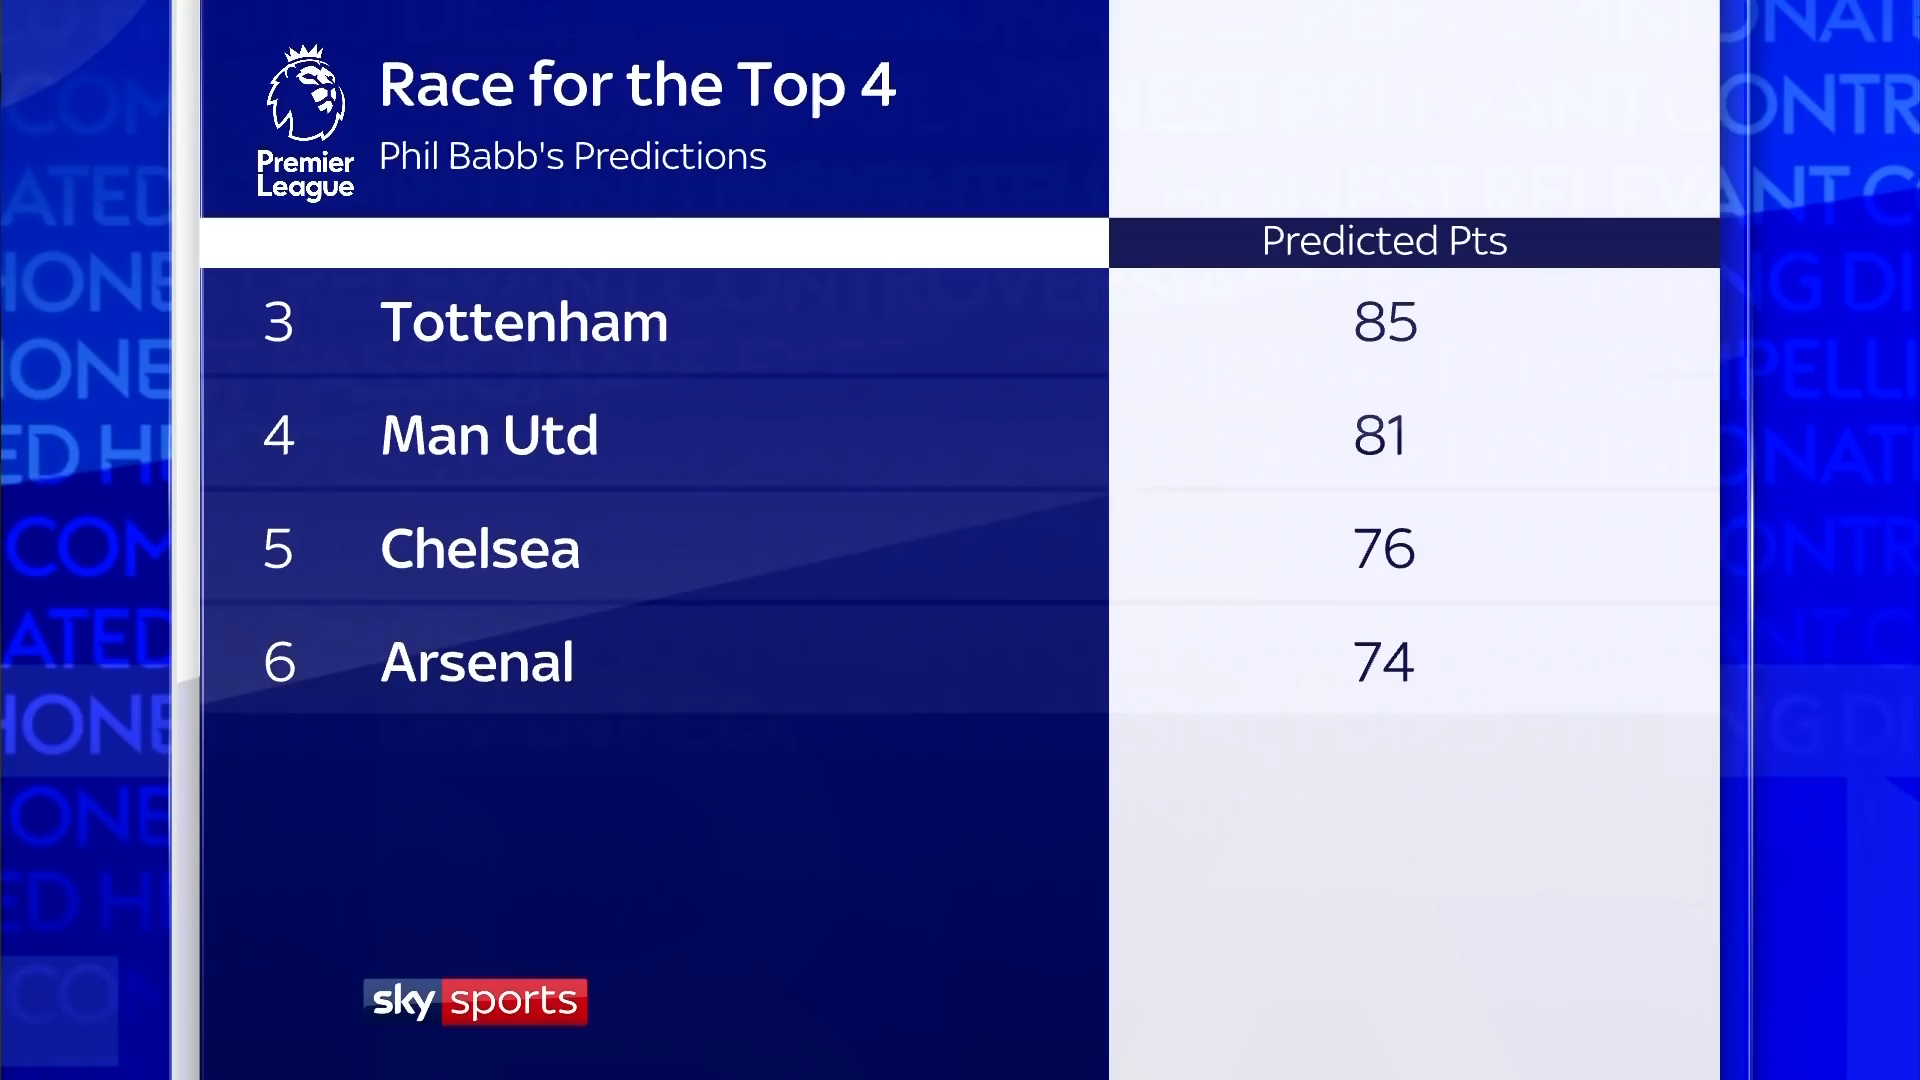 Race for the Top 4
Phil Babb's Predictions
Premier
League
Predicted Pts
3 Tottenham 85
4 Man Utd 81
5 Chelsea 76
6 Arsenal 74
sky sports